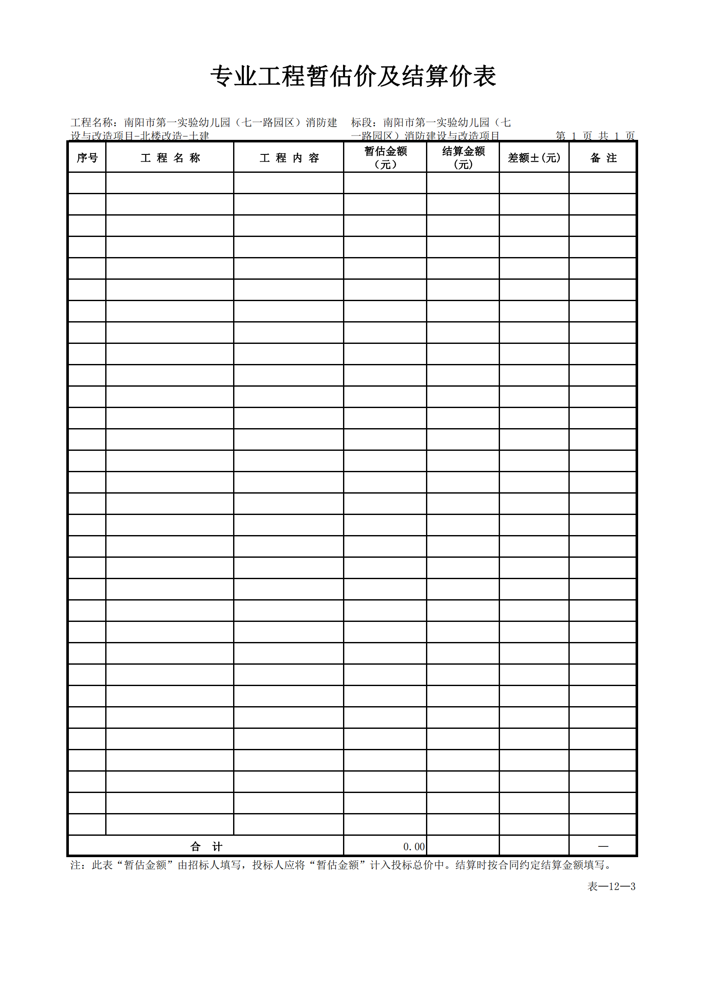 专业工程暂估价及结算价表
工程名称：南阳市第一实验幼儿园（七一路园区）消防建
设与改造项目-北楼改造-土建
标段：南阳市第一实验幼儿园（七
一路园区）消防建设与改造项目
第 1 页 共 1 页
序号 工 程 名 称 工 程 内 容 暂估金额（元） 结算金额(元) 差额±(元) 备 注
合 计 0.00 —
注：此表“暂估金额”由招标人填写，投标人应将“暂估金额”计入投标总价中。结算时按合同约定结算金额填写。
表—12—3